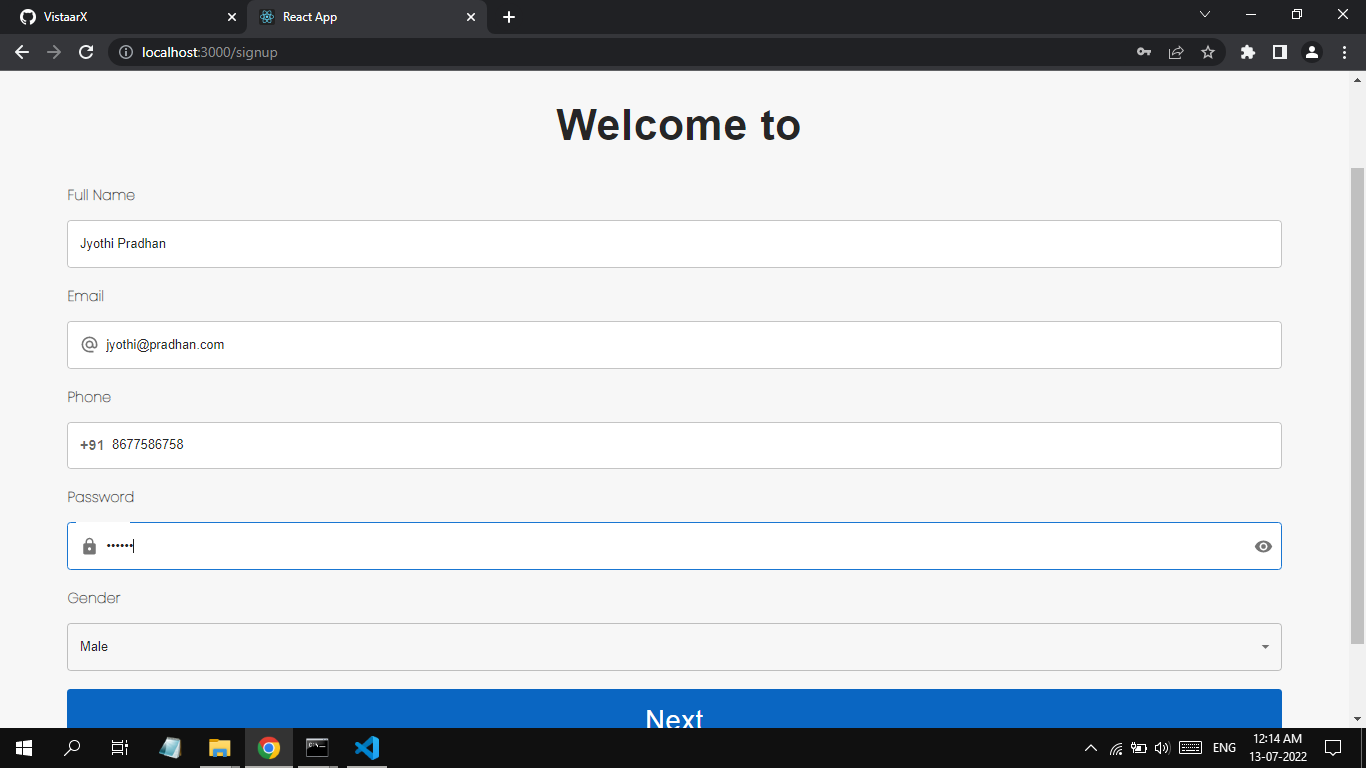 VistaarX
React App
localhost:3000/signup
Welcome to
Full Name
Jyothi Pradhan
Email
@ jyothi@pradhan.com
Phone
+91 8677586758
Password
••••••
Gender
Male
Next
ENG
12:14 AM
13-07-2022